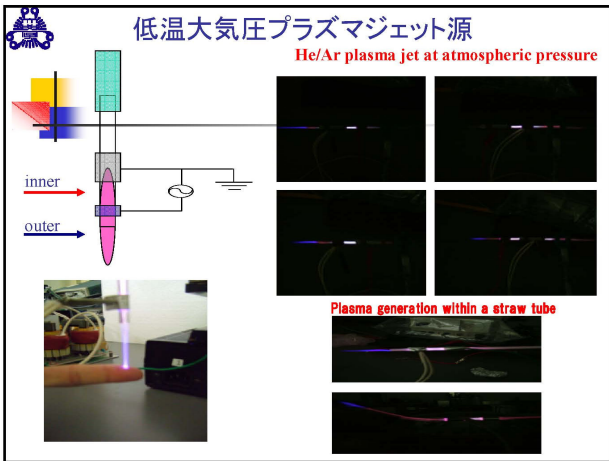 低温大気圧プラズマジェット源
He/Ar plasma jet at atmospheric pressure
inner
outer
Plasma generation within a straw tube